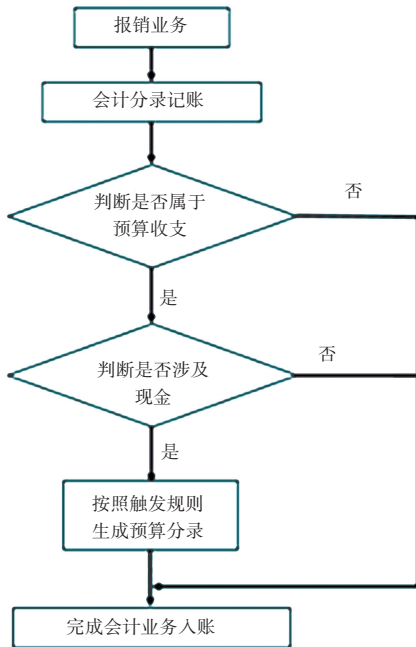 报销业务
会计分录记账
判断是否属于
预算收支
否
是
判断是否涉及
现金
否
是
按照触发规则
生成预算分录
完成会计业务入账